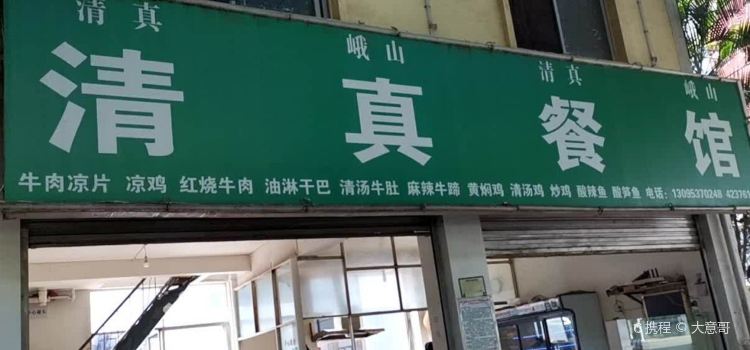 清真 峨山 清真 峨山
清真餐馆
牛肉凉片 凉鸡 红烧牛肉 油淋干巴 清汤牛肚 麻辣牛蹄 黄焖鸡 清汤鸡 炒鸡 酸辣鱼 酸笋鱼 电话：13095370248 42376
携程 © 大意哥